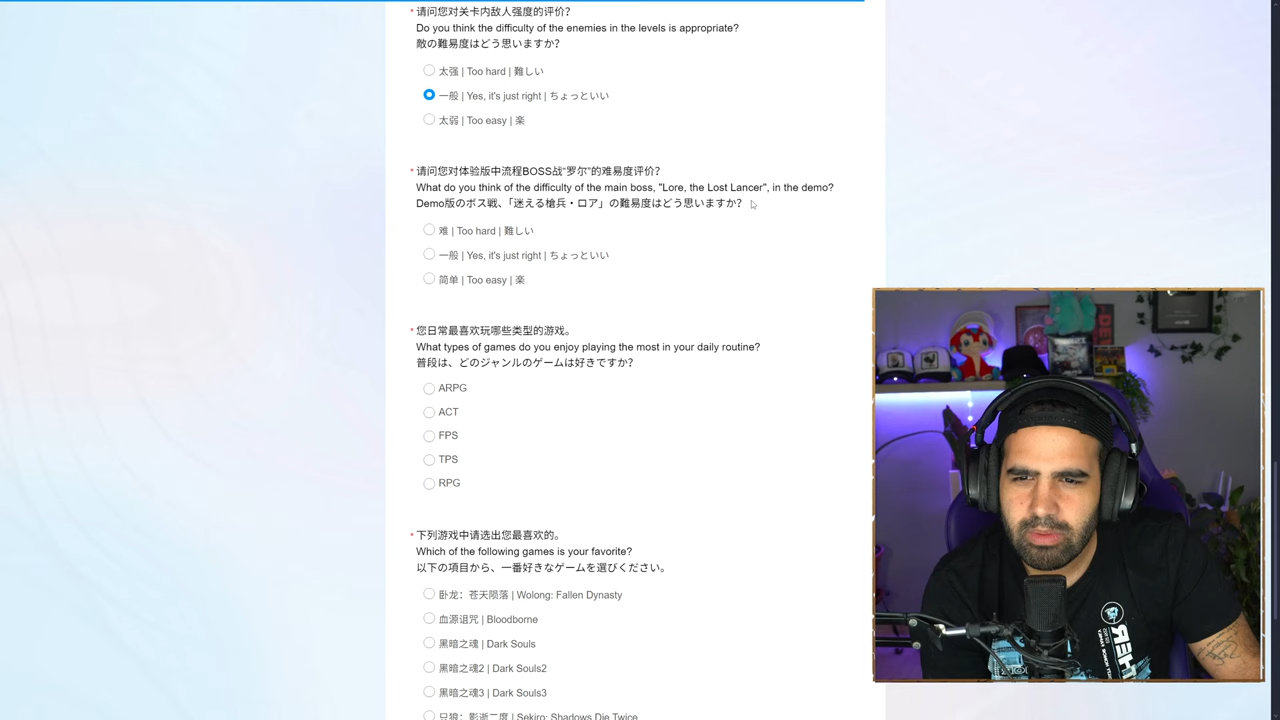 * 请问您对关卡内敌人强度的评价?
Do you think the difficulty of the enemies in the levels is appropriate?
敵の難易度はどう思いますか?
太强 | Too hard | 難しい
一般 | Yes, it's just right | ちょっといい
太弱 | Too easy | 楽
* 请问您对体验版中流程BOSS战“罗尔”的难易度评价?
What do you think of the difficulty of the main boss, "Lore, the Lost Lancer", in the demo?
Demo版のボス戦、「迷える槍兵・ロア」の難易度はどう思いますか?
难 | Too hard | 難しい
一般 | Yes, it's just right | ちょっといい
简单 | Too easy | 楽
* 您日常最喜欢玩哪些类型的游戏。
What types of games do you enjoy playing the most in your daily routine?
普段は、どのジャンルのゲームは好きですか?
ARPG
ACT
FPS
TPS
RPG
* 下列游戏中请选出您最喜欢的。
Which of the following games is your favorite?
以下の項目から、一番好きなゲームを選びください。
卧龙：苍天陨落 | Wolong: Fallen Dynasty
血源诅咒 | Bloodborne
黑暗之魂 | Dark Souls
黑暗之魂2 | Dark Souls2
黑暗之魂3 | Dark Souls3
只狼：影逝二度 | Sekiro: Shadows Die Twice